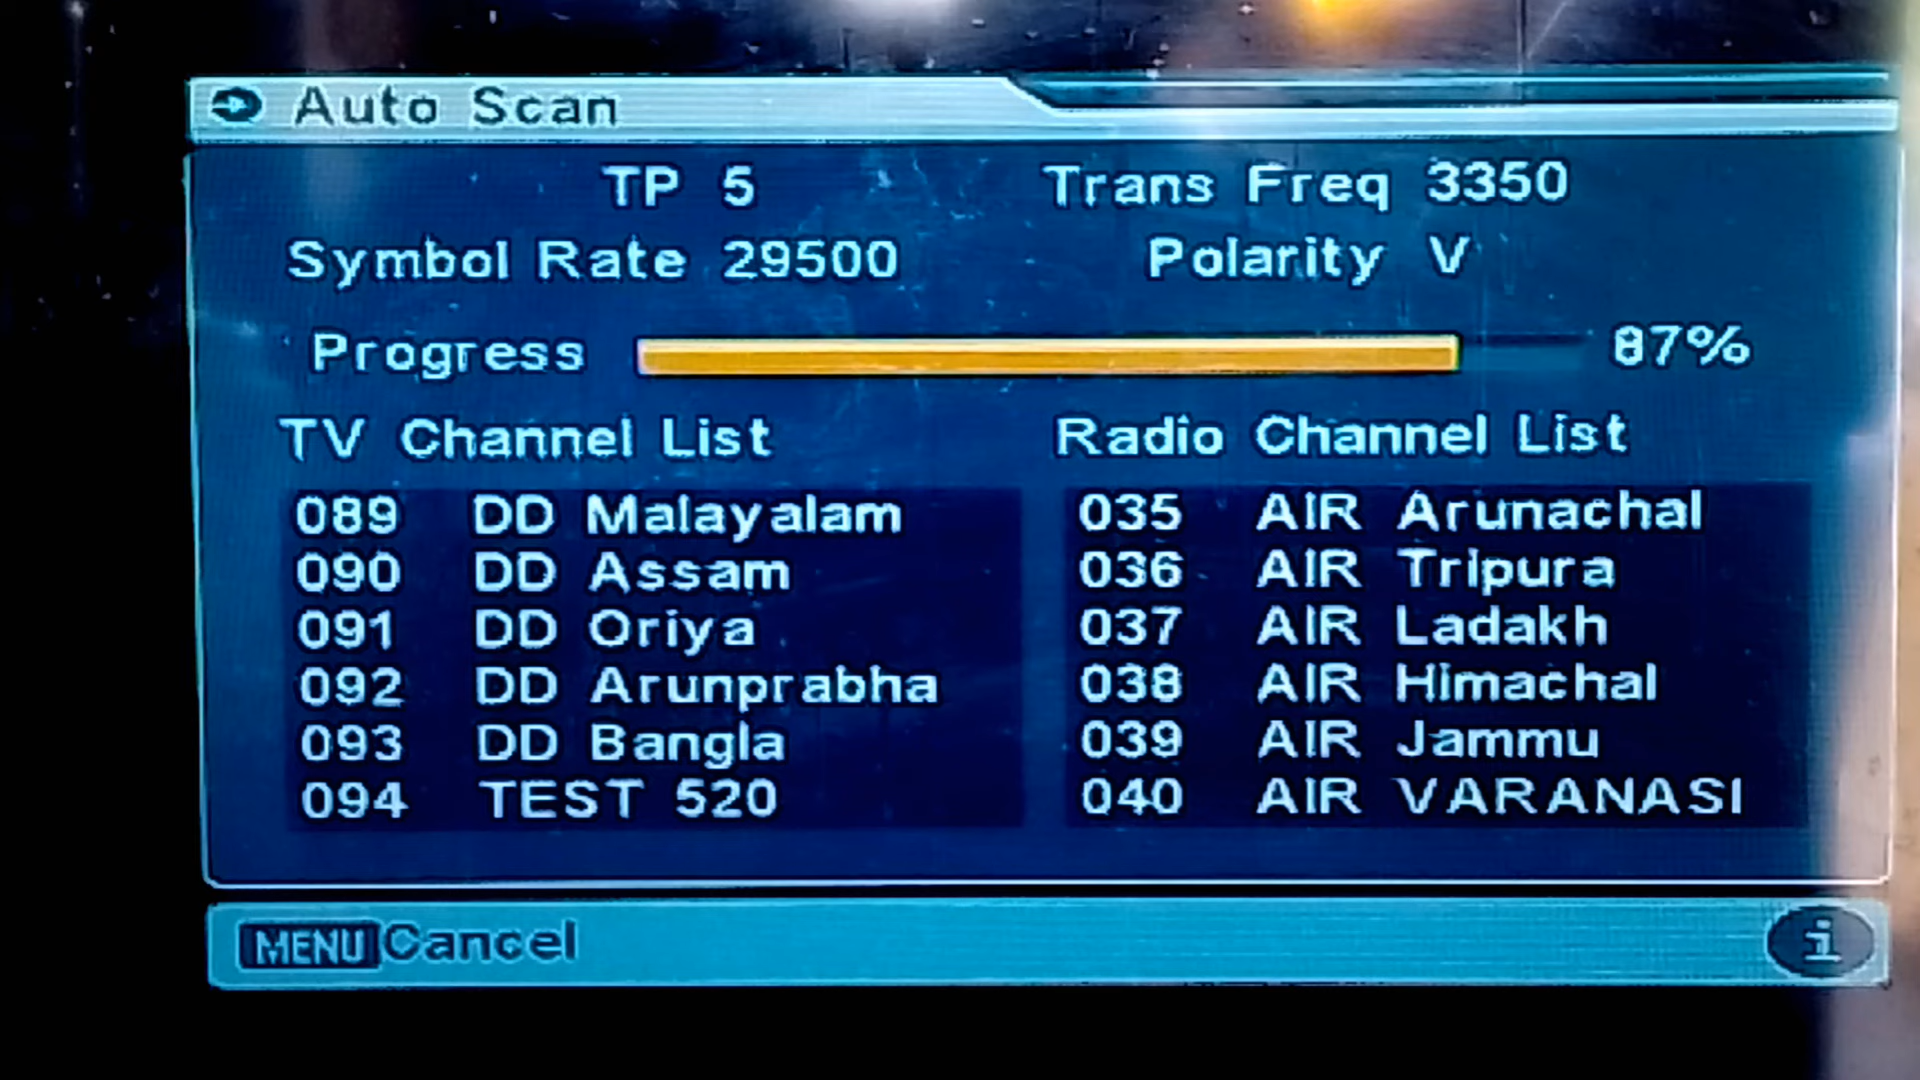 Auto Scan
TP 5 Trans Freq 3350
Symbol Rate 29500 Polarity V
Progress 87%
TV Channel List Radio Channel List
089 DD Malayalam 035 AIR Arunachal
090 DD Assam 036 AIR Tripura
091 DD Oriya 037 AIR Ladakh
092 DD Arunprabha 038 AIR Himachal
093 DD Bangla 039 AIR Jammu
094 TEST 520 040 AIR VARANASI
MENU Cancel i